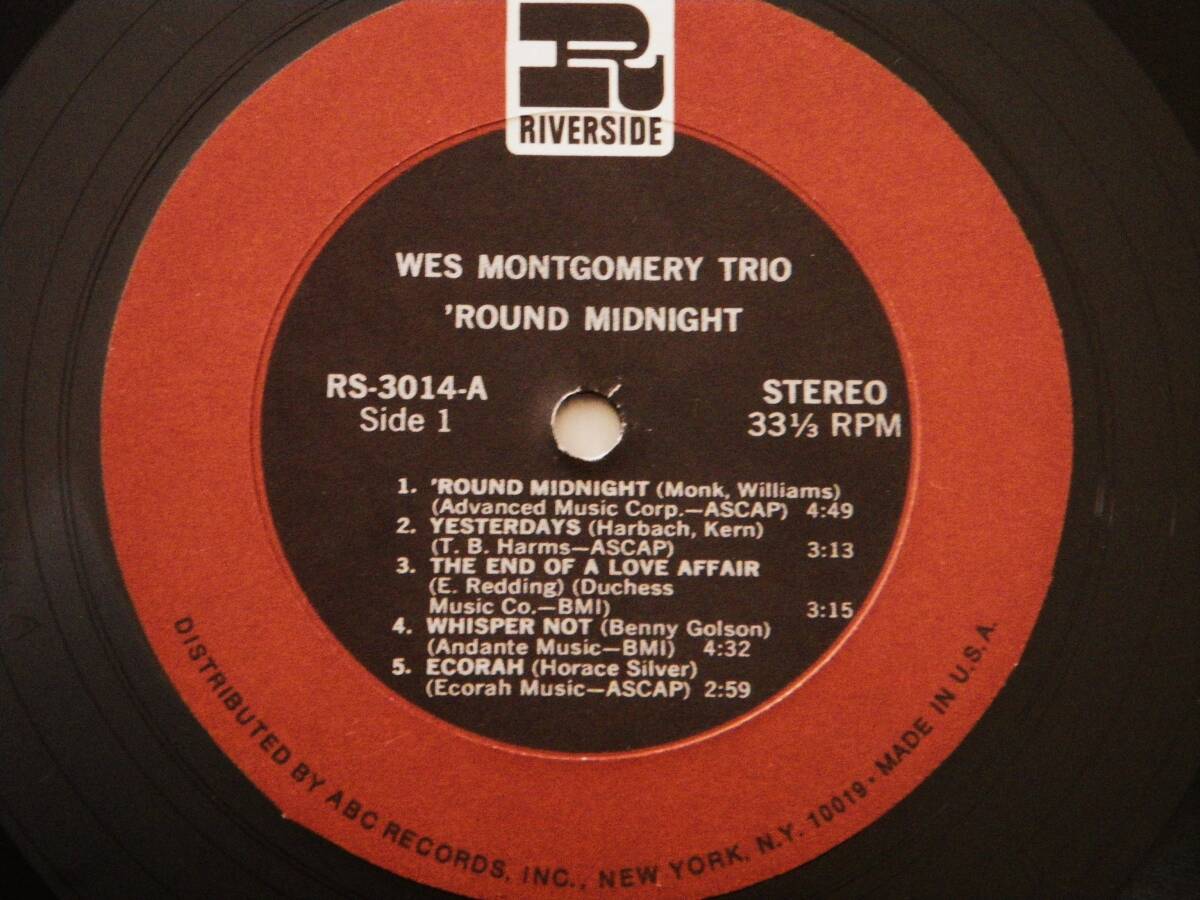 R
RIVERSIDE
WES MONTGOMERY TRIO
'ROUND MIDNIGHT
RS-3014-A
Side 1
STEREO
33⅓ RPM
1. 'ROUND MIDNIGHT (Monk, Williams)
(Advanced Music Corp.—ASCAP) 4:49
2. YESTERDAYS (Harbach, Kern)
(T. B. Harms—ASCAP) 3:13
3. THE END OF A LOVE AFFAIR
(E. Redding) (Duchess
Music Co.—BMI) 3:15
4. WHISPER NOT (Benny Golson)
(Andante Music—BMI) 4:32
5. ECORAH (Horace Silver)
(Ecorah Music—ASCAP) 2:59
DISTRIBUTED BY ABC RECORDS, INC., NEW YORK, N.Y. 10019 • MADE IN U.S.A.